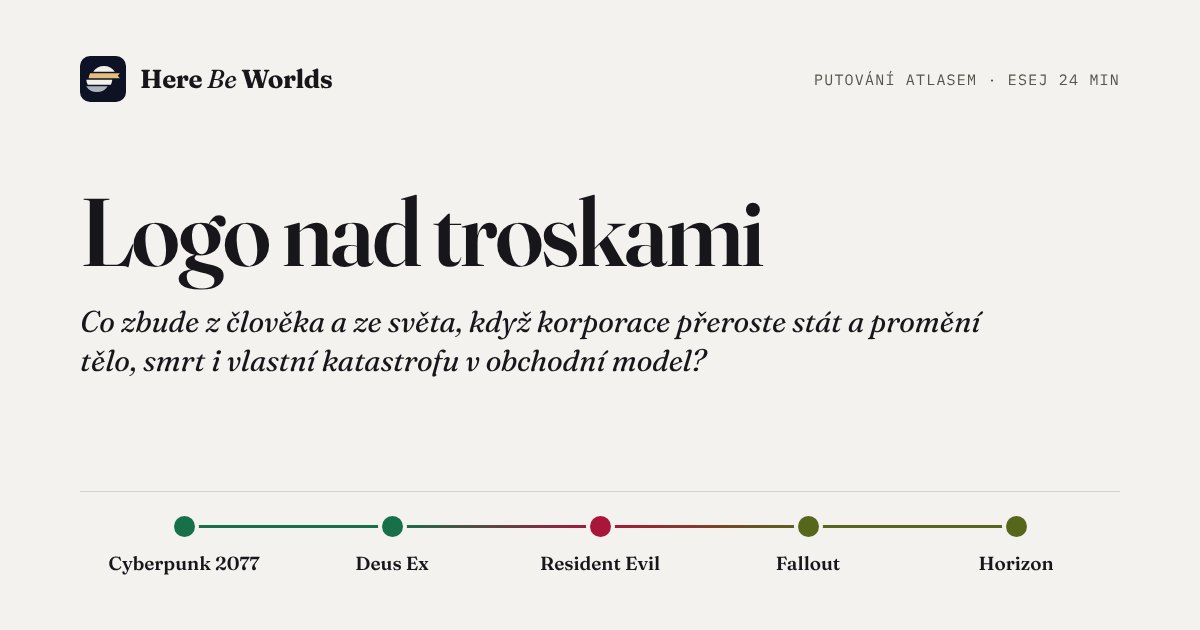 Here Be Worlds
PUTOVÁNÍ ATLASEM · ESEJ 24 MIN
Logo nad troskami
Co zbude z člověka a ze světa, když korporace přeroste stát a promění
tělo, smrt i vlastní katastrofu v obchodní model?
Cyberpunk 2077
Deus Ex
Resident Evil
Fallout
Horizon